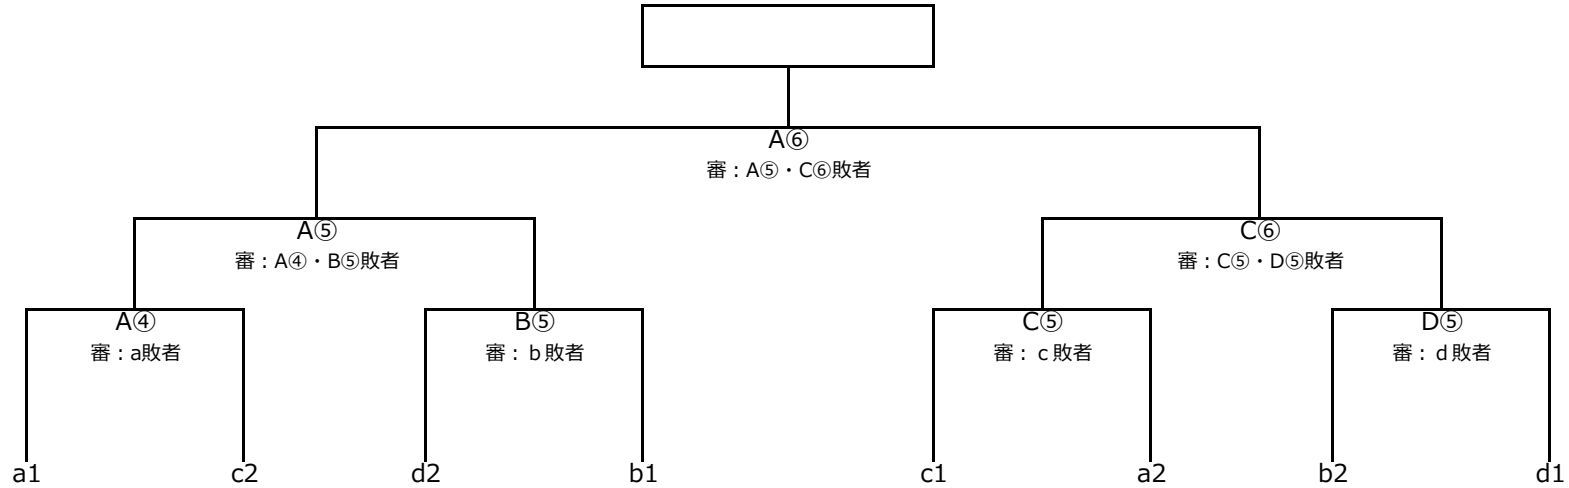 A⑥
審：A⑤・C⑥敗者
A⑤
審：A④・B⑤敗者
C⑥
審：C⑤・D⑤敗者
A④
審：a敗者
B⑤
審：ｂ敗者
C⑤
審：ｃ敗者
D⑤
審：ｄ敗者
a1 c2 d2 b1 c1 a2 b2 d1